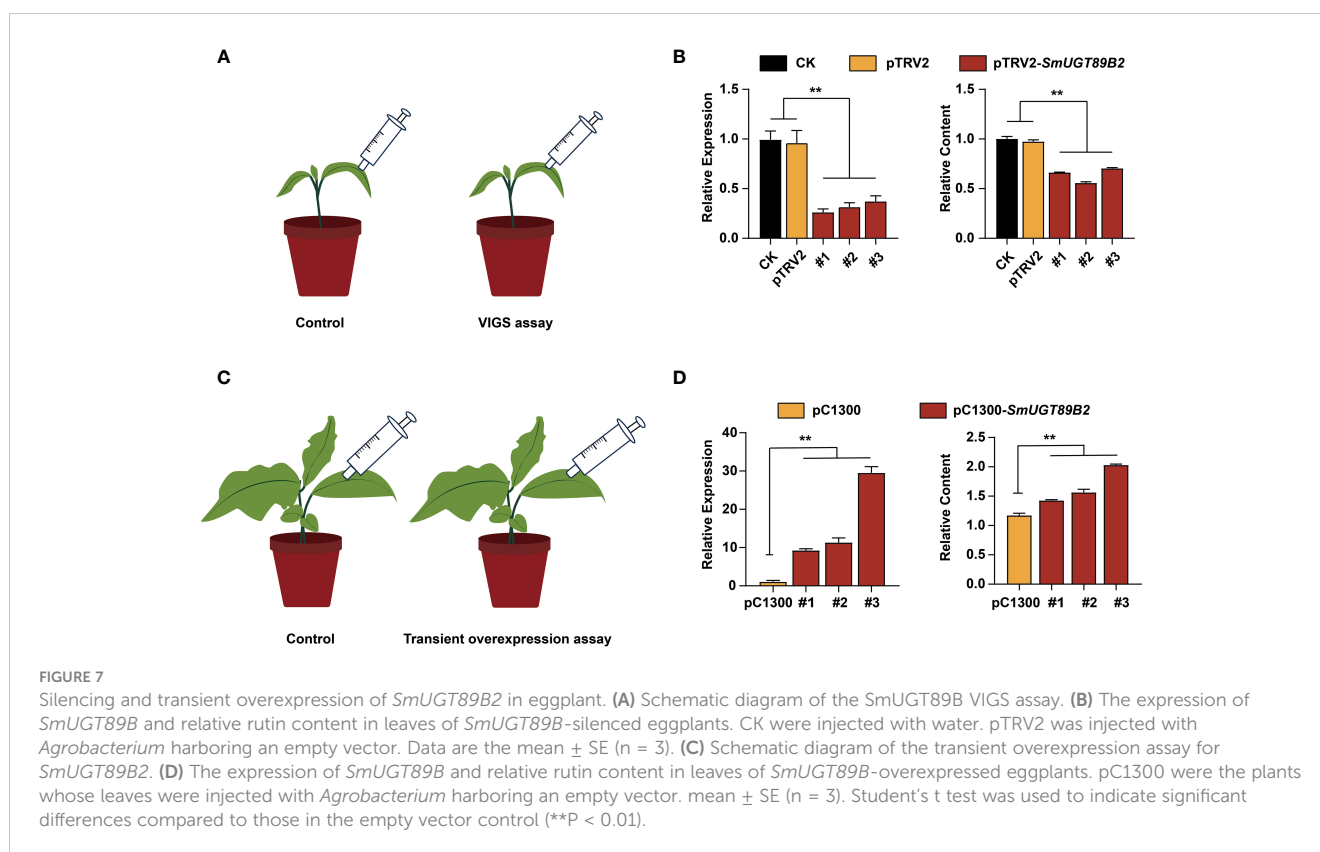 A
Control
VIGS assay
B
CK pTRV2 pTRV2-SmUGT89B2
Relative Expression
1.5
1.0
0.5
0.0
**
CK pTRV2 #1 #2 #3
Relative Content
1.5
1.0
0.5
0.0
**
CK pTRV2 #1 #2 #3
C
Control
Transient overexpression assay
D
pC1300 pC1300-SmUGT89B2
Relative Expression
40
30
20
10
0
**
pC1300 #1 #2 #3
Relative Content
2.5
2.0
1.5
1.0
0.5
0.0
**
pC1300 #1 #2 #3
FIGURE 7
Silencing and transient overexpression of SmUGT89B2 in eggplant. (A) Schematic diagram of the SmUGT89B VIGS assay. (B) The expression of
SmUGT89B and relative rutin content in leaves of SmUGT89B-silenced eggplants. CK were injected with water. pTRV2 was injected with
Agrobacterium harboring an empty vector. Data are the mean ± SE (n = 3). (C) Schematic diagram of the transient overexpression assay for
SmUGT89B2. (D) The expression of SmUGT89B and relative rutin content in leaves of SmUGT89B-overexpressed eggplants. pC1300 were the plants
whose leaves were injected with Agrobacterium harboring an empty vector. mean ± SE (n = 3). Student's t test was used to indicate significant
differences compared to those in the empty vector control (**P < 0.01).